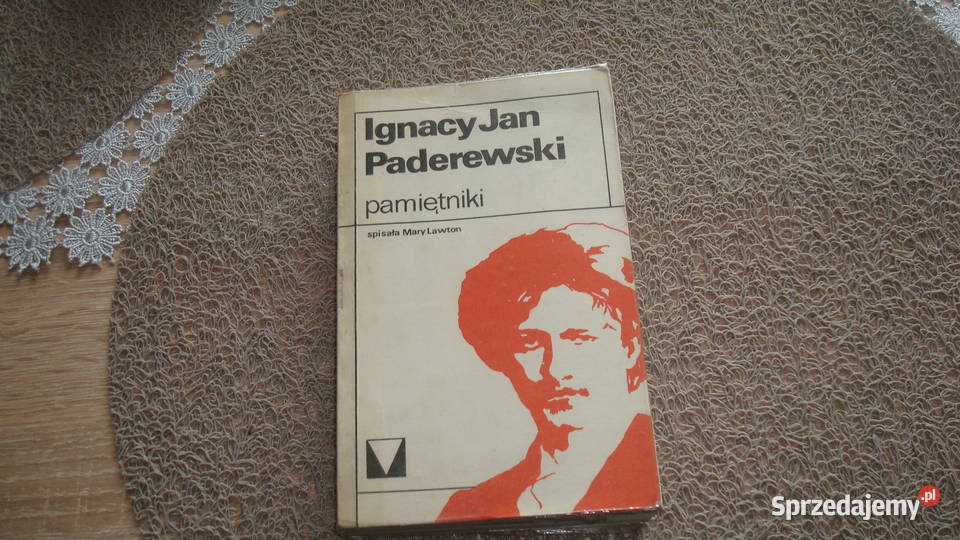 Ignacy Jan
Paderewski
pamiętniki
spisała Mary Lawton
Sprzedajemy.pl